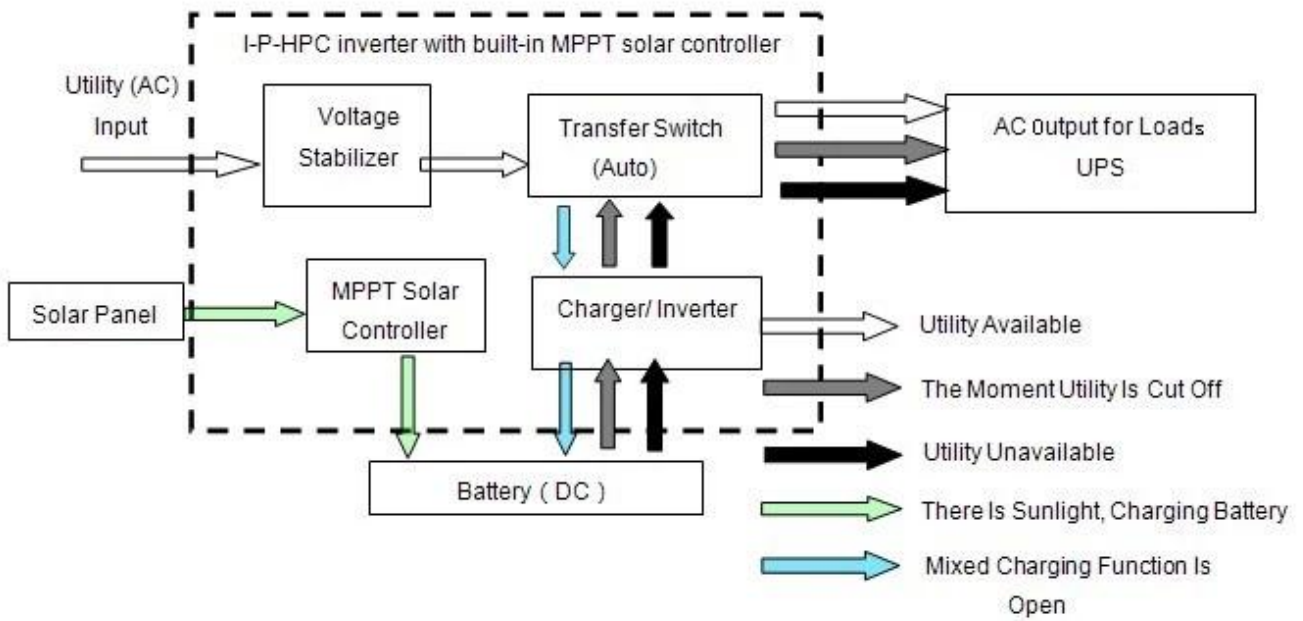 I-P-HPC inverter with built-in MPPT solar controller
Utility (AC)
Input
Voltage
Stabilizer
Transfer Switch
(Auto)
AC Output for Loads
UPS
Solar Panel
MPPT Solar
Controller
Charger/ Inverter
Utility Available
The Moment Utility Is Cut Off
Utility Unavailable
Battery ( DC )
There Is Sunlight, Charging Battery
Mixed Charging Function Is
Open